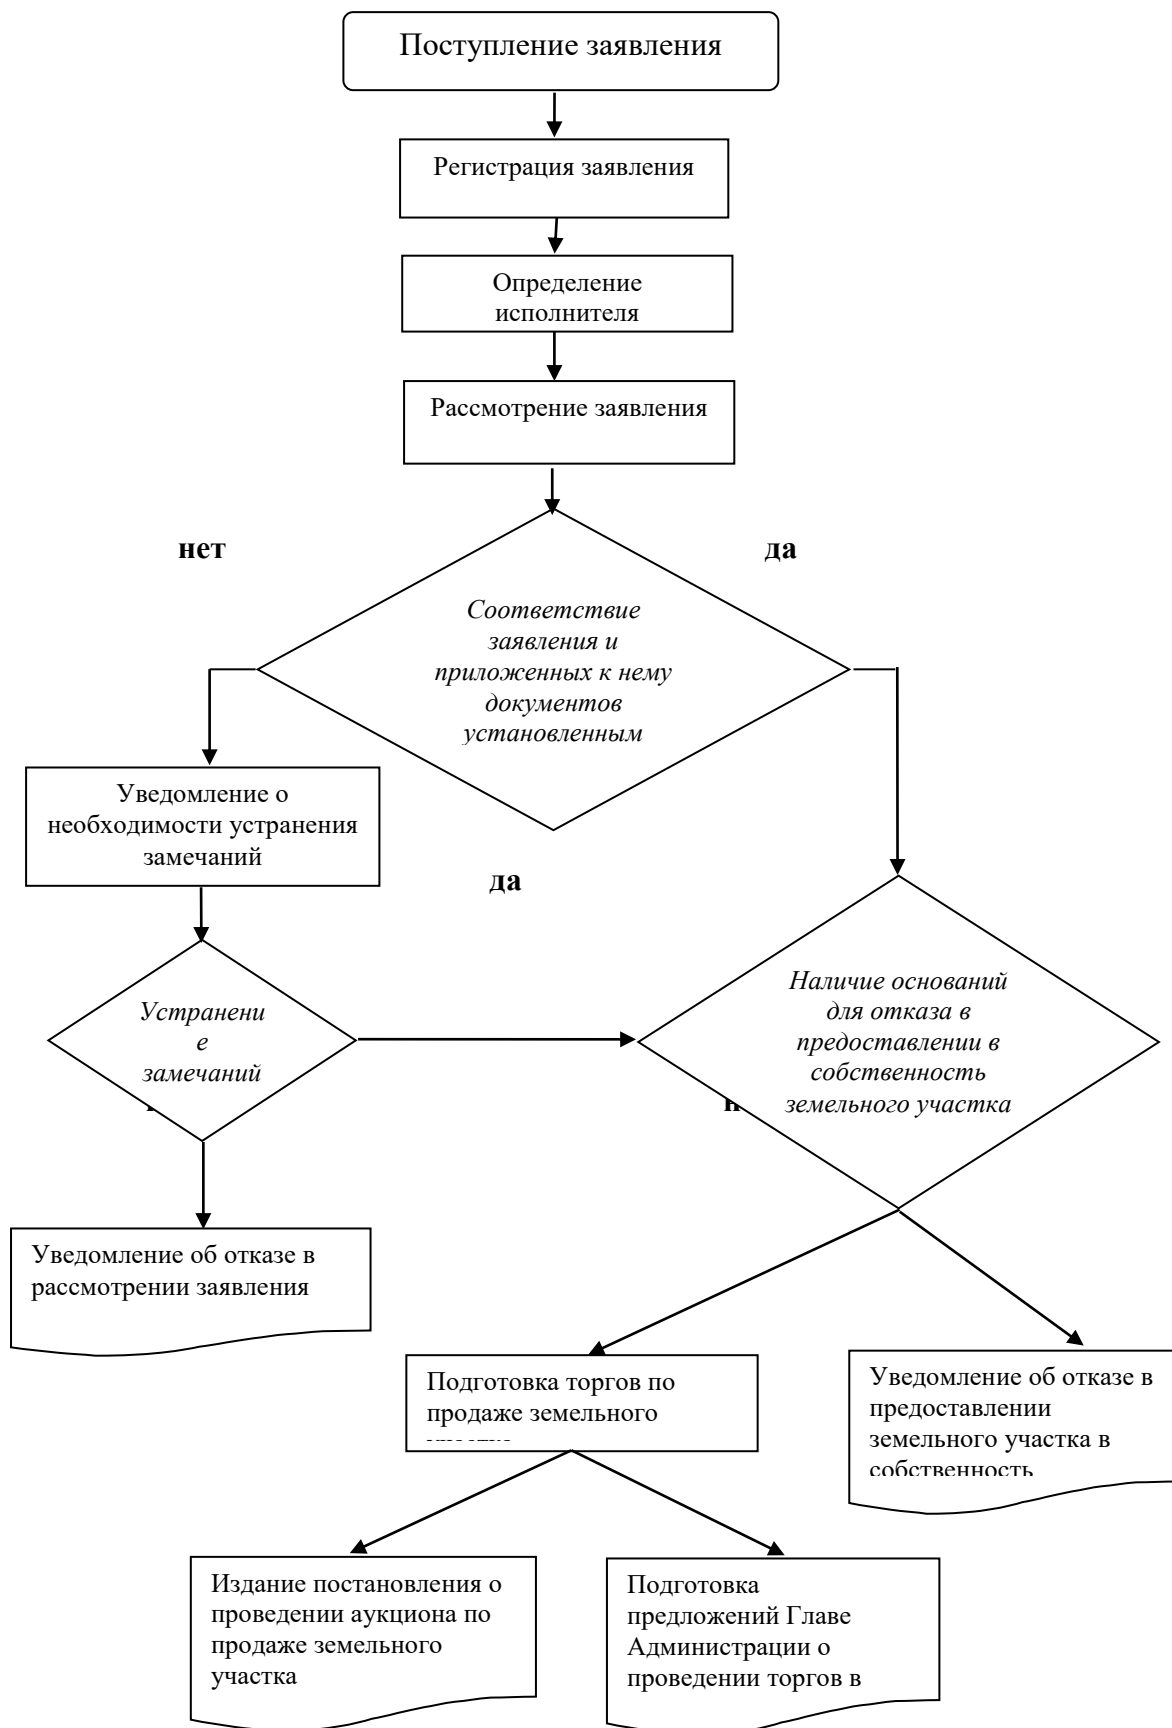 Поступление заявления
Регистрация заявления
Определение
исполнителя
Рассмотрение заявления
нет
да
Соответствие
заявления и
приложенных к нему
документов
установленным
Уведомление о
необходимости устранения
замечаний
да
Устранени
е
замечаний
Наличие оснований
для отказа в
предоставлении в
собственность
земельного участка
н
Уведомление об отказе в
рассмотрении заявления
Подготовка торгов по
продаже земельного
Уведомление об отказе в
предоставлении
земельного участка в
собственность
Издание постановления о
проведении аукциона по
продаже земельного
участка
Подготовка
предложений Главе
Администрации о
проведении торгов в